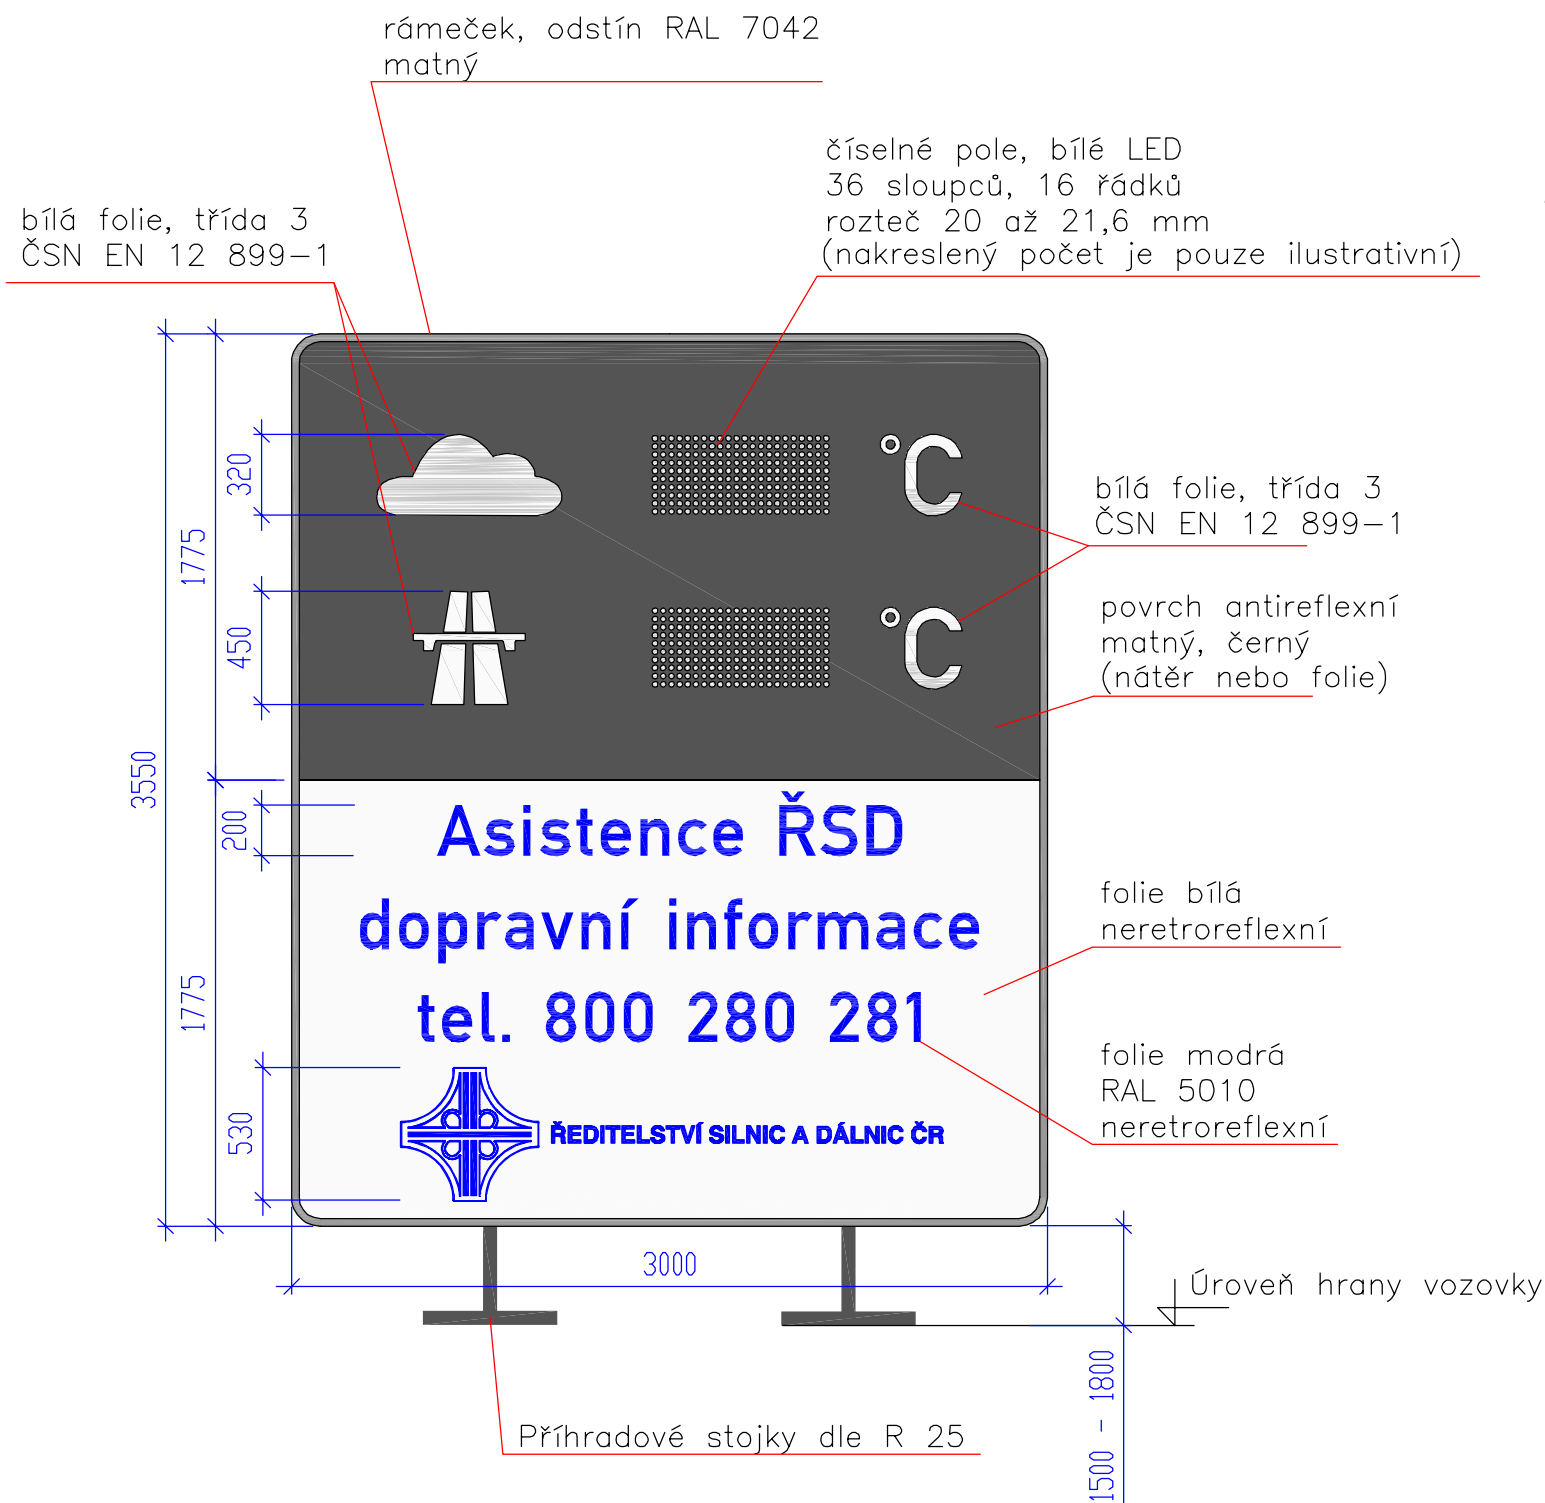 rámeček, odstín RAL 7042
matný
číselné pole, bílé LED
36 sloupců, 16 řádků
rozteč 20 až 21,6 mm
(nakreslený počet je pouze ilustrativní)
bílá folie, třída 3
ČSN EN 12 899-1
320
°C
bílá folie, třída 3
ČSN EN 12 899-1
1775
450
°C
povrch antireflexní
matný, černý
(nátěr nebo folie)
3550
200
Asistence ŘSD
dopravní informace
tel. 800 280 281
folie bílá
neretroreflexní
1775
folie modrá
RAL 5010
neretroreflexní
530
ŘEDITELSTVÍ SILNIC A DÁLNIC ČR
3000
Úroveň hrany vozovky
1500 - 1800
Příhradové stojky dle R 25